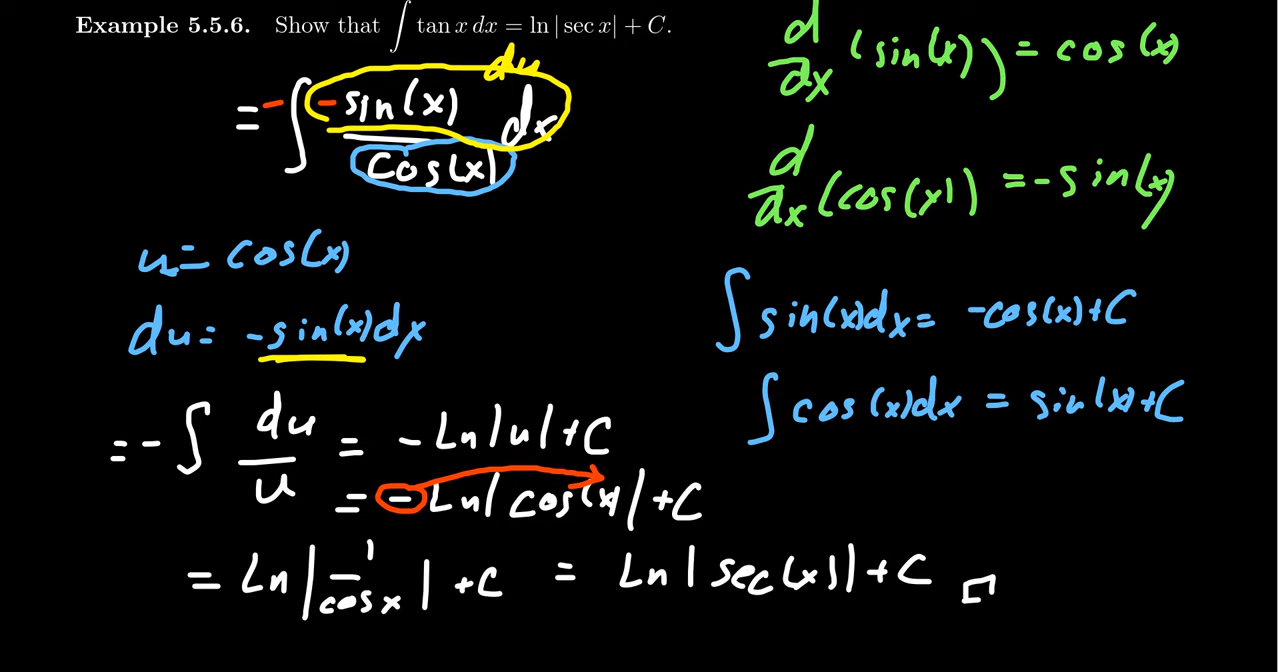 Example 5.5.6. Show that ∫ tan x dx = ln | sec x| + C.
= - ∫ -sin(x)/cos(x) dx
du
u = cos(x)
du = -sin(x)dx
= - ∫ du/u = -Ln|u| + C
= -Ln|cos(x)| + C
= Ln|1/cos x| + C = Ln|sec(x)| + C □
d/dx (sin(x)) = cos(x)
d/dx (cos(x)) = -sin(x)
∫ sin(x)dx = -cos(x)+C
∫ cos(x)dx = sin(x)+C